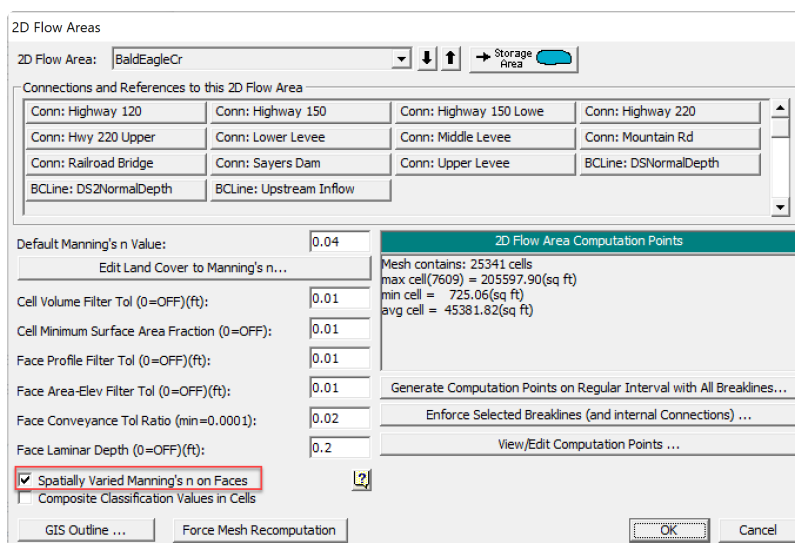 2D Flow Areas
2D Flow Area: BaldEagleCr Storage Area
Connections and References to this 2D Flow Area
Conn: Highway 120 Conn: Highway 150 Conn: Highway 150 Lowe Conn: Highway 220
Conn: Hwy 220 Upper Conn: Lower Levee Conn: Middle Levee Conn: Mountain Rd
Conn: Railroad Bridge Conn: Sayers Dam Conn: Upper Levee BCLine: DSNormalDepth
BCLine: DS2NormalDepth BCLine: Upstream Inflow
Default Manning's n Value: 0.04
Edit Land Cover to Manning's n...
Cell Volume Filter Tol (0=OFF)(ft): 0.01
Cell Minimum Surface Area Fraction (0=OFF): 0.01
Face Profile Filter Tol (0=OFF)(ft): 0.01
Face Area-Elev Filter Tol (0=OFF)(ft): 0.01
Face Conveyance Tol Ratio (min=0.0001): 0.02
Face Laminar Depth (0=OFF)(ft): 0.2
Spatially Varied Manning's n on Faces
Composite Classification Values in Cells
2D Flow Area Computation Points
Mesh contains: 25341 cells
max cell(7609) = 205597.90(sq ft)
min cell = 725.06(sq ft)
avg cell = 45381.82(sq ft)
Generate Computation Points on Regular Interval with All Breaklines...
Enforce Selected Breaklines (and internal Connections) ...
View/Edit Computation Points ...
?
GIS Outline ... Force Mesh Recomputation OK Cancel